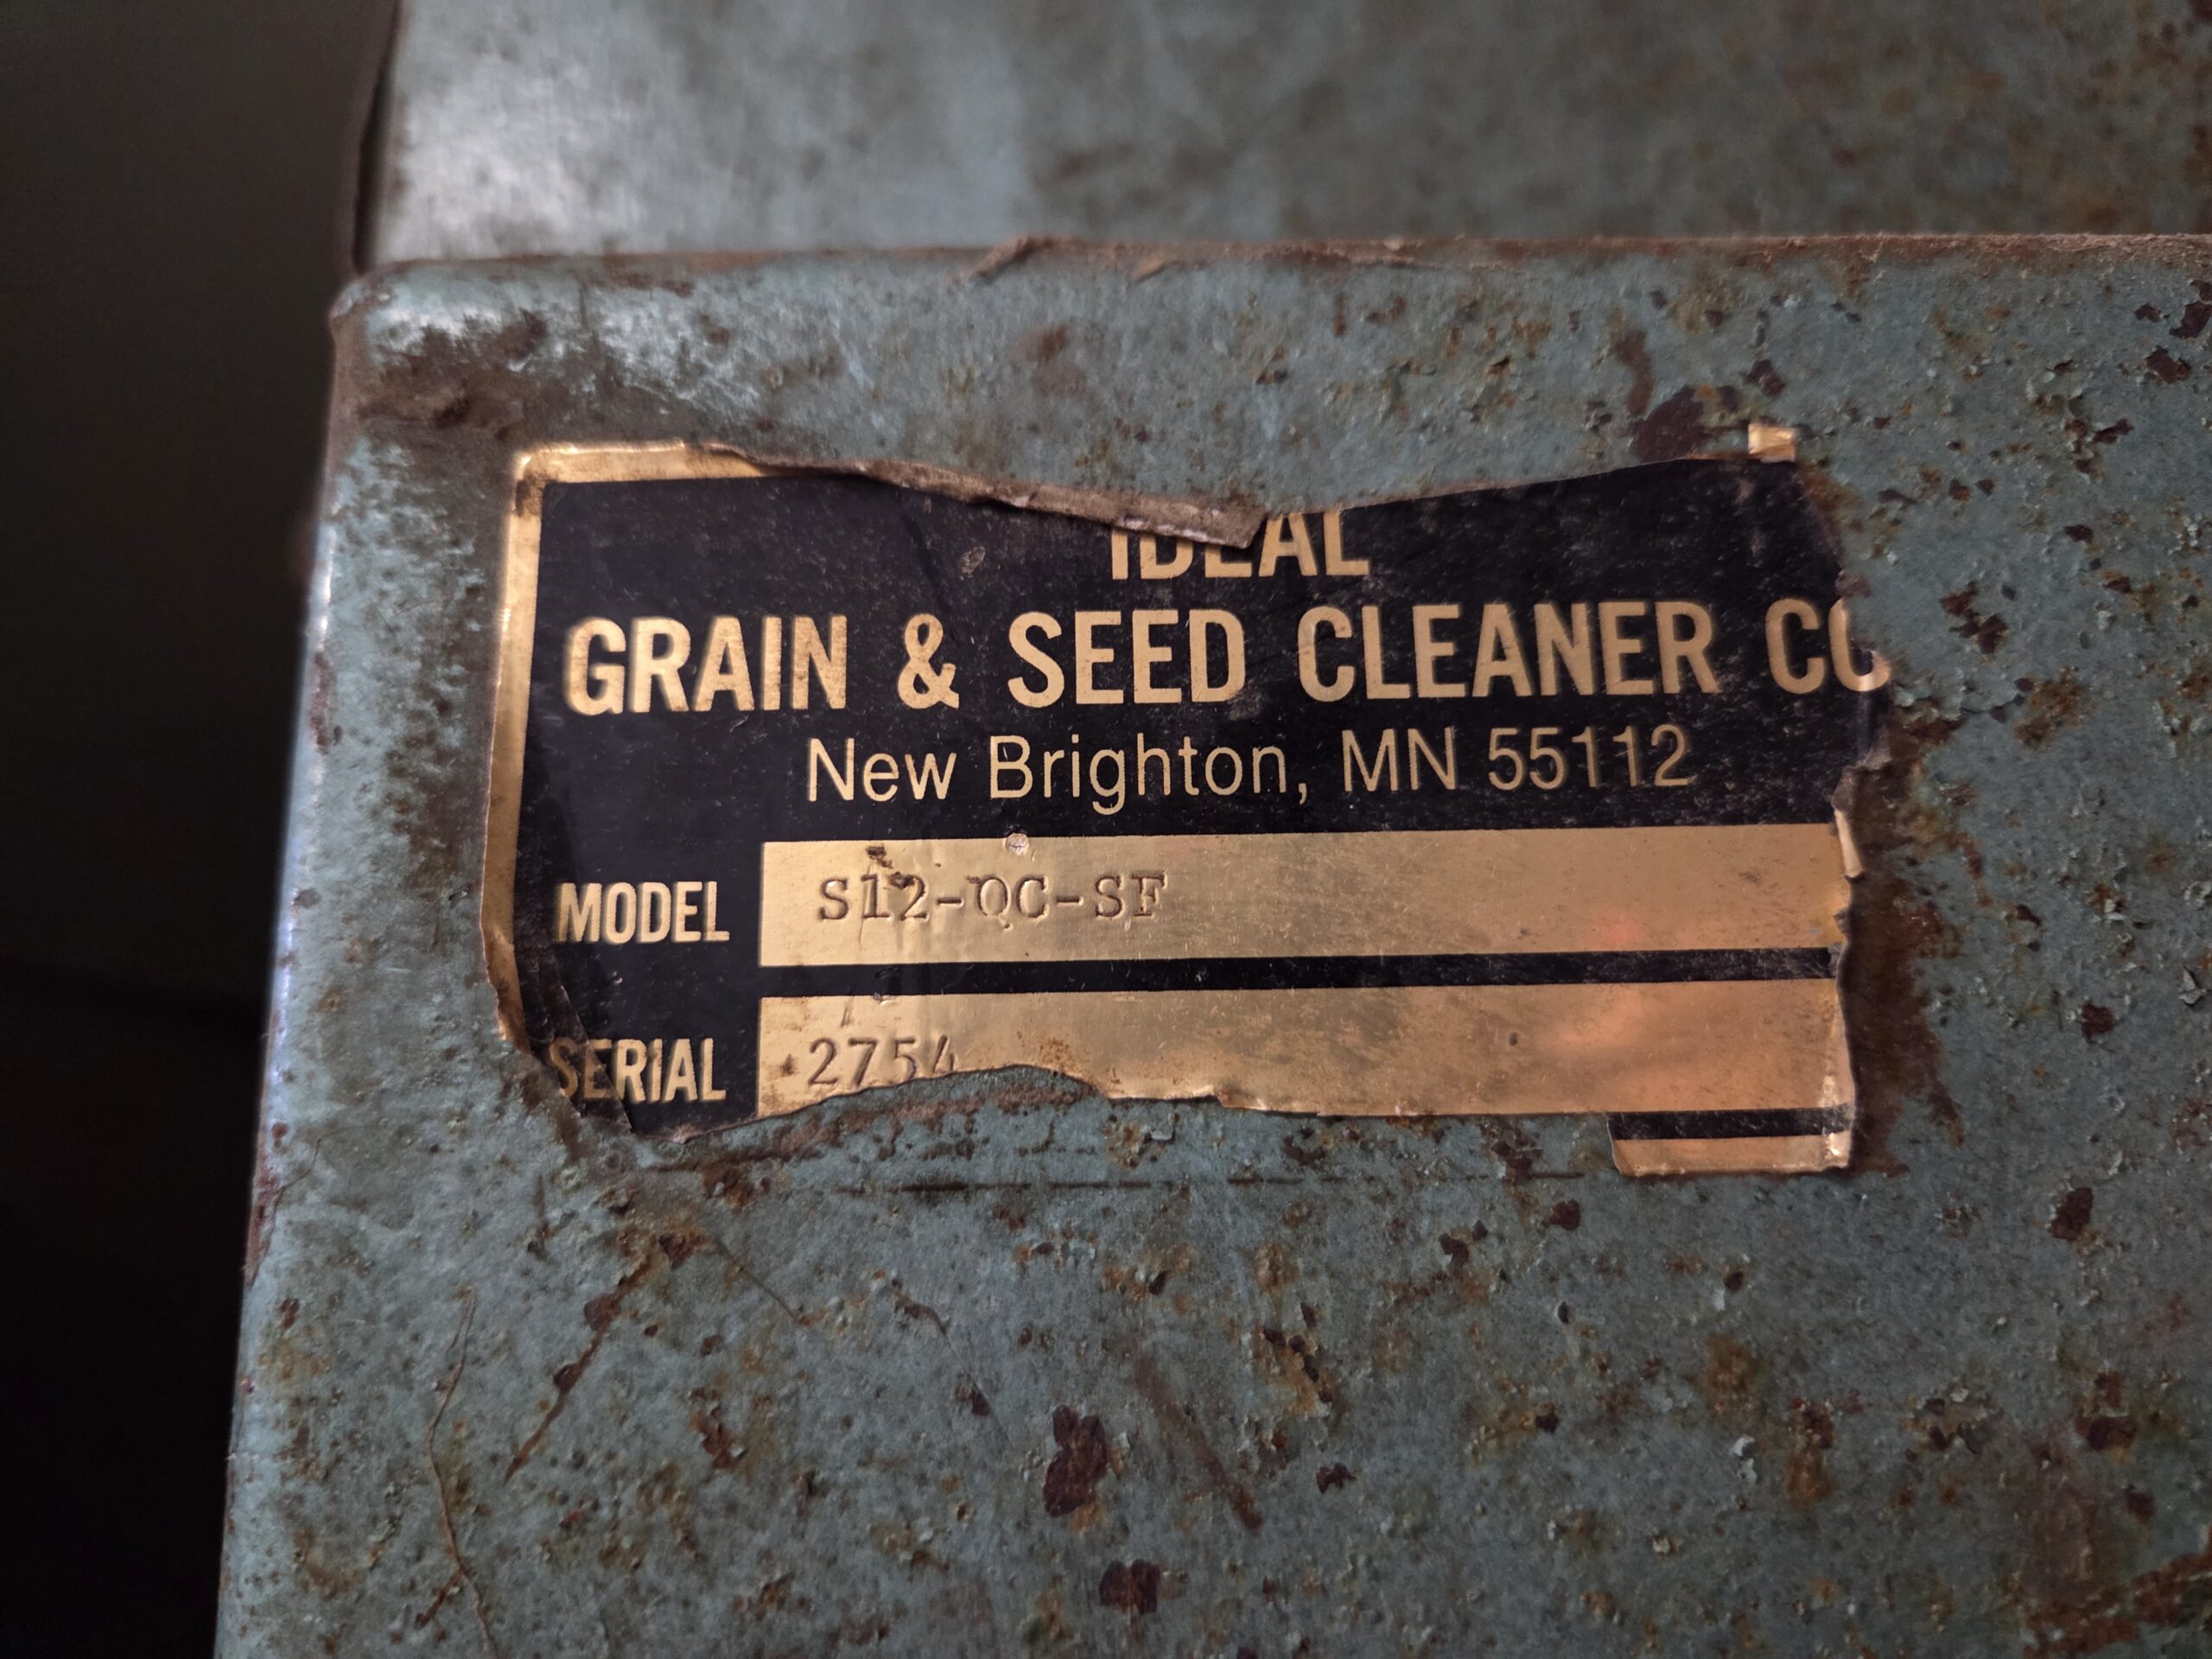 IDEAL
GRAIN & SEED CLEANER CO
New Brighton, MN 55112
MODEL S12-QC-SF
SERIAL 2754